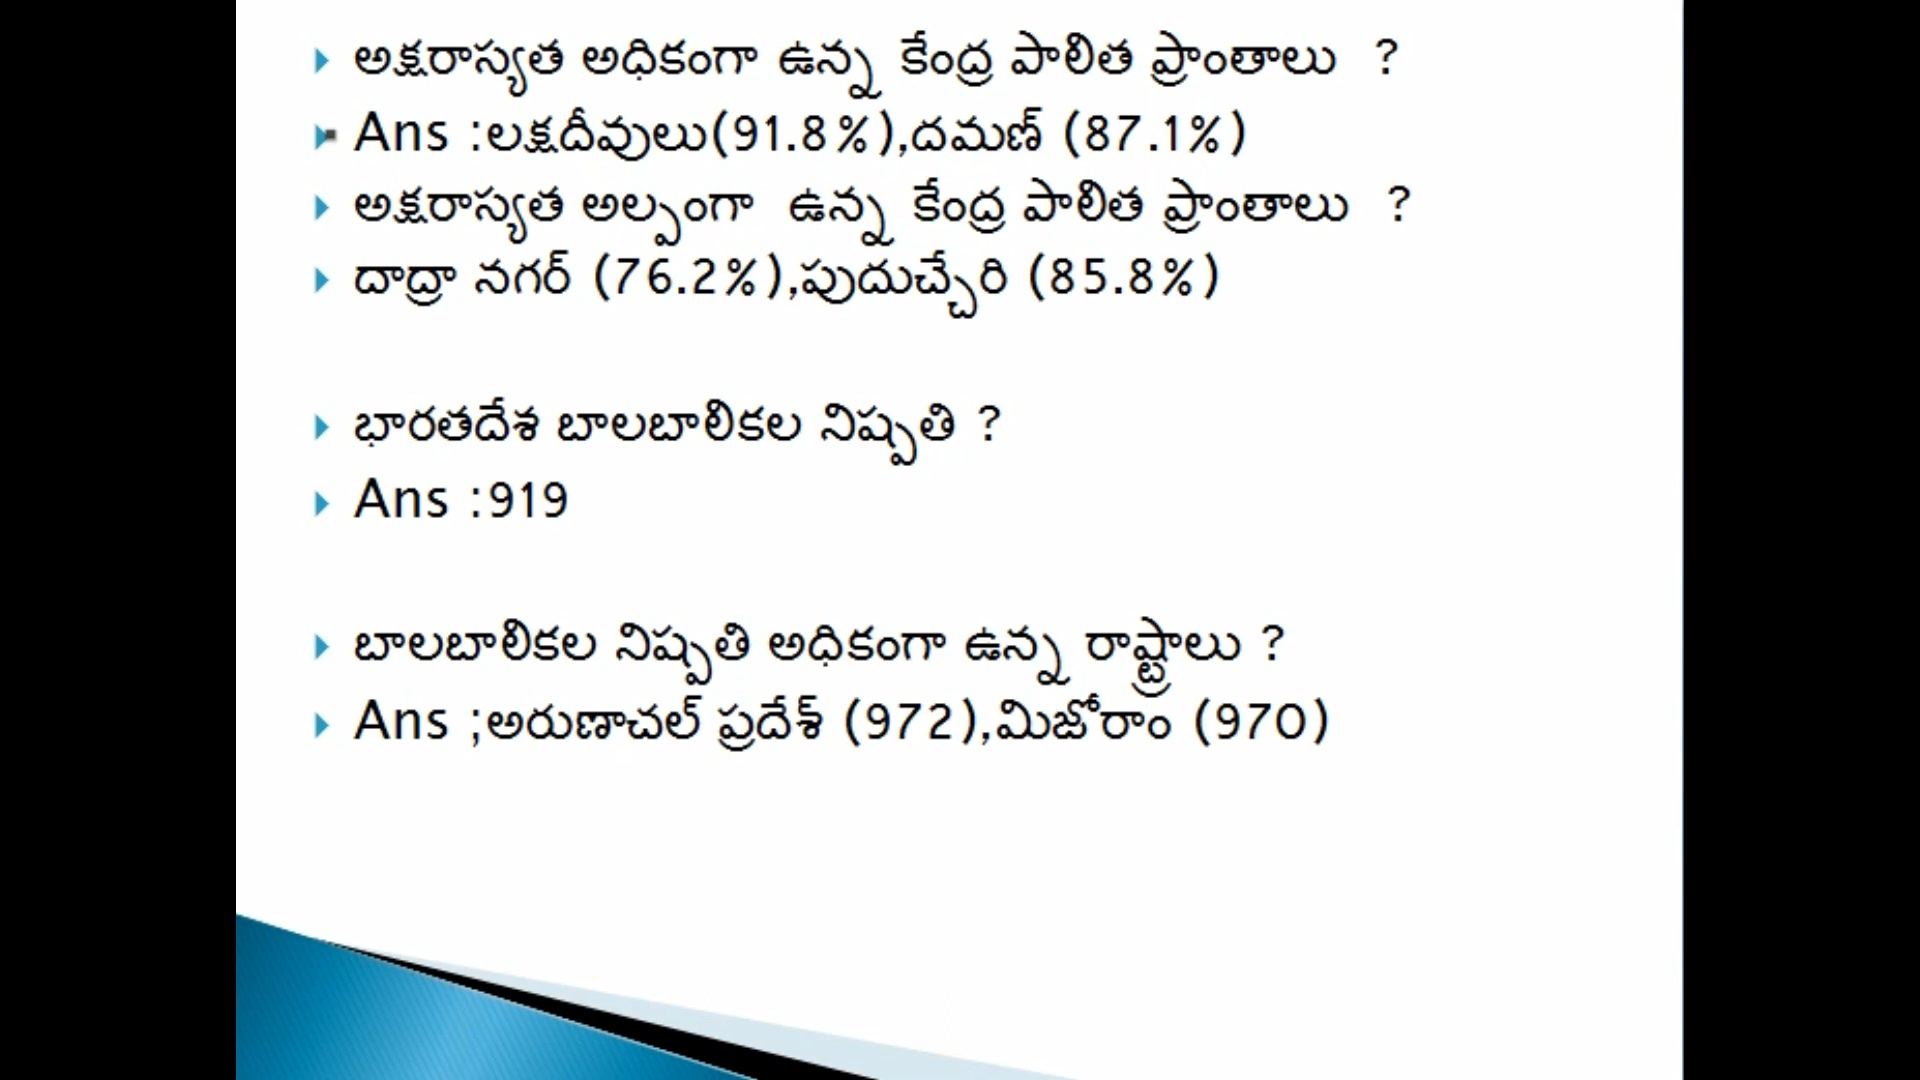 అక్షరాస్యత అధికంగా ఉన్న కేంద్ర పాలిత ప్రాంతాలు ?
Ans :లక్షదీవులు(91.8%),దమణ్ (87.1%)
అక్షరాస్యత అల్పంగా ఉన్న కేంద్ర పాలిత ప్రాంతాలు ?
దాద్రా నగర్ (76.2%),పుదుచ్చేరి (85.8%)
భారతదేశ బాలబాలికల నిష్పతి ?
Ans :919
బాలబాలికల నిష్పతి అధికంగా ఉన్న రాష్ట్రాలు ?
Ans ;అరుణాచల్ ప్రదేశ్ (972),మిజోరాం (970)